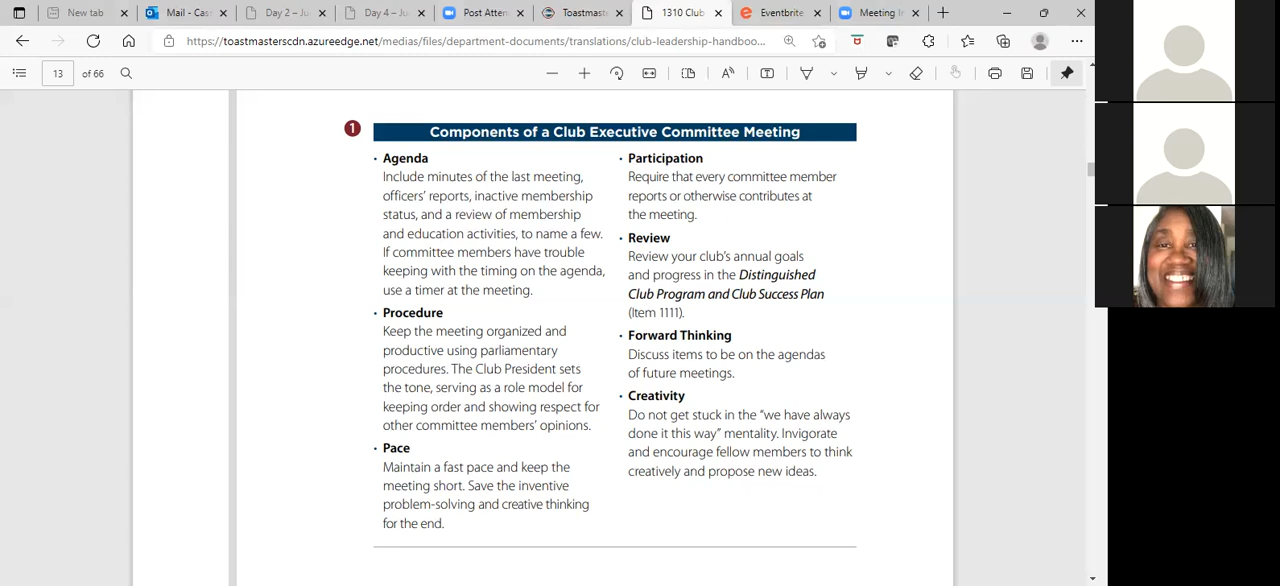 New tab
Mail - Cas
Day 2 – Ju
Day 4 – Ju
Post Atten
Toastmaste
1310 Club
Eventbrite
Meeting In
https://toastmasterscdn.azureedge.net/medias/files/department-documents/translations/club-leadership-handboo...
13 of 66
1
Components of a Club Executive Committee Meeting
• Agenda
Include minutes of the last meeting,
officers’ reports, inactive membership
status, and a review of membership
and education activities, to name a few.
If committee members have trouble
keeping with the timing on the agenda,
use a timer at the meeting.
• Procedure
Keep the meeting organized and
productive using parliamentary
procedures. The Club President sets
the tone, serving as a role model for
keeping order and showing respect for
other committee members’ opinions.
• Pace
Maintain a fast pace and keep the
meeting short. Save the inventive
problem-solving and creative thinking
for the end.
• Participation
Require that every committee member
reports or otherwise contributes at
the meeting.
• Review
Review your club’s annual goals
and progress in the Distinguished
Club Program and Club Success Plan
(Item 1111).
• Forward Thinking
Discuss items to be on the agendas
of future meetings.
• Creativity
Do not get stuck in the “we have always
done it this way” mentality. Invigorate
and encourage fellow members to think
creatively and propose new ideas.